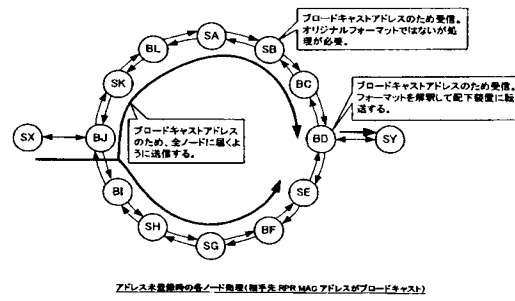 ブロードキャストアドレスのため受信。
オリジナルフォーマットではないが処
理が必要。
SA
BL
SB
SK
BC
ブロードキャストアドレスのため受信。
フォーマットを解釈して配下装置に転
送する。
ブロードキャストアドレス
のため、全ノードに届くよ
うに送信する。
SX
BJ
BD
SY
BI
SE
SH
BF
SG
アドレス未登録時の各ノード動作(相手先 RPR MAC アドレスがブロードキャスト)